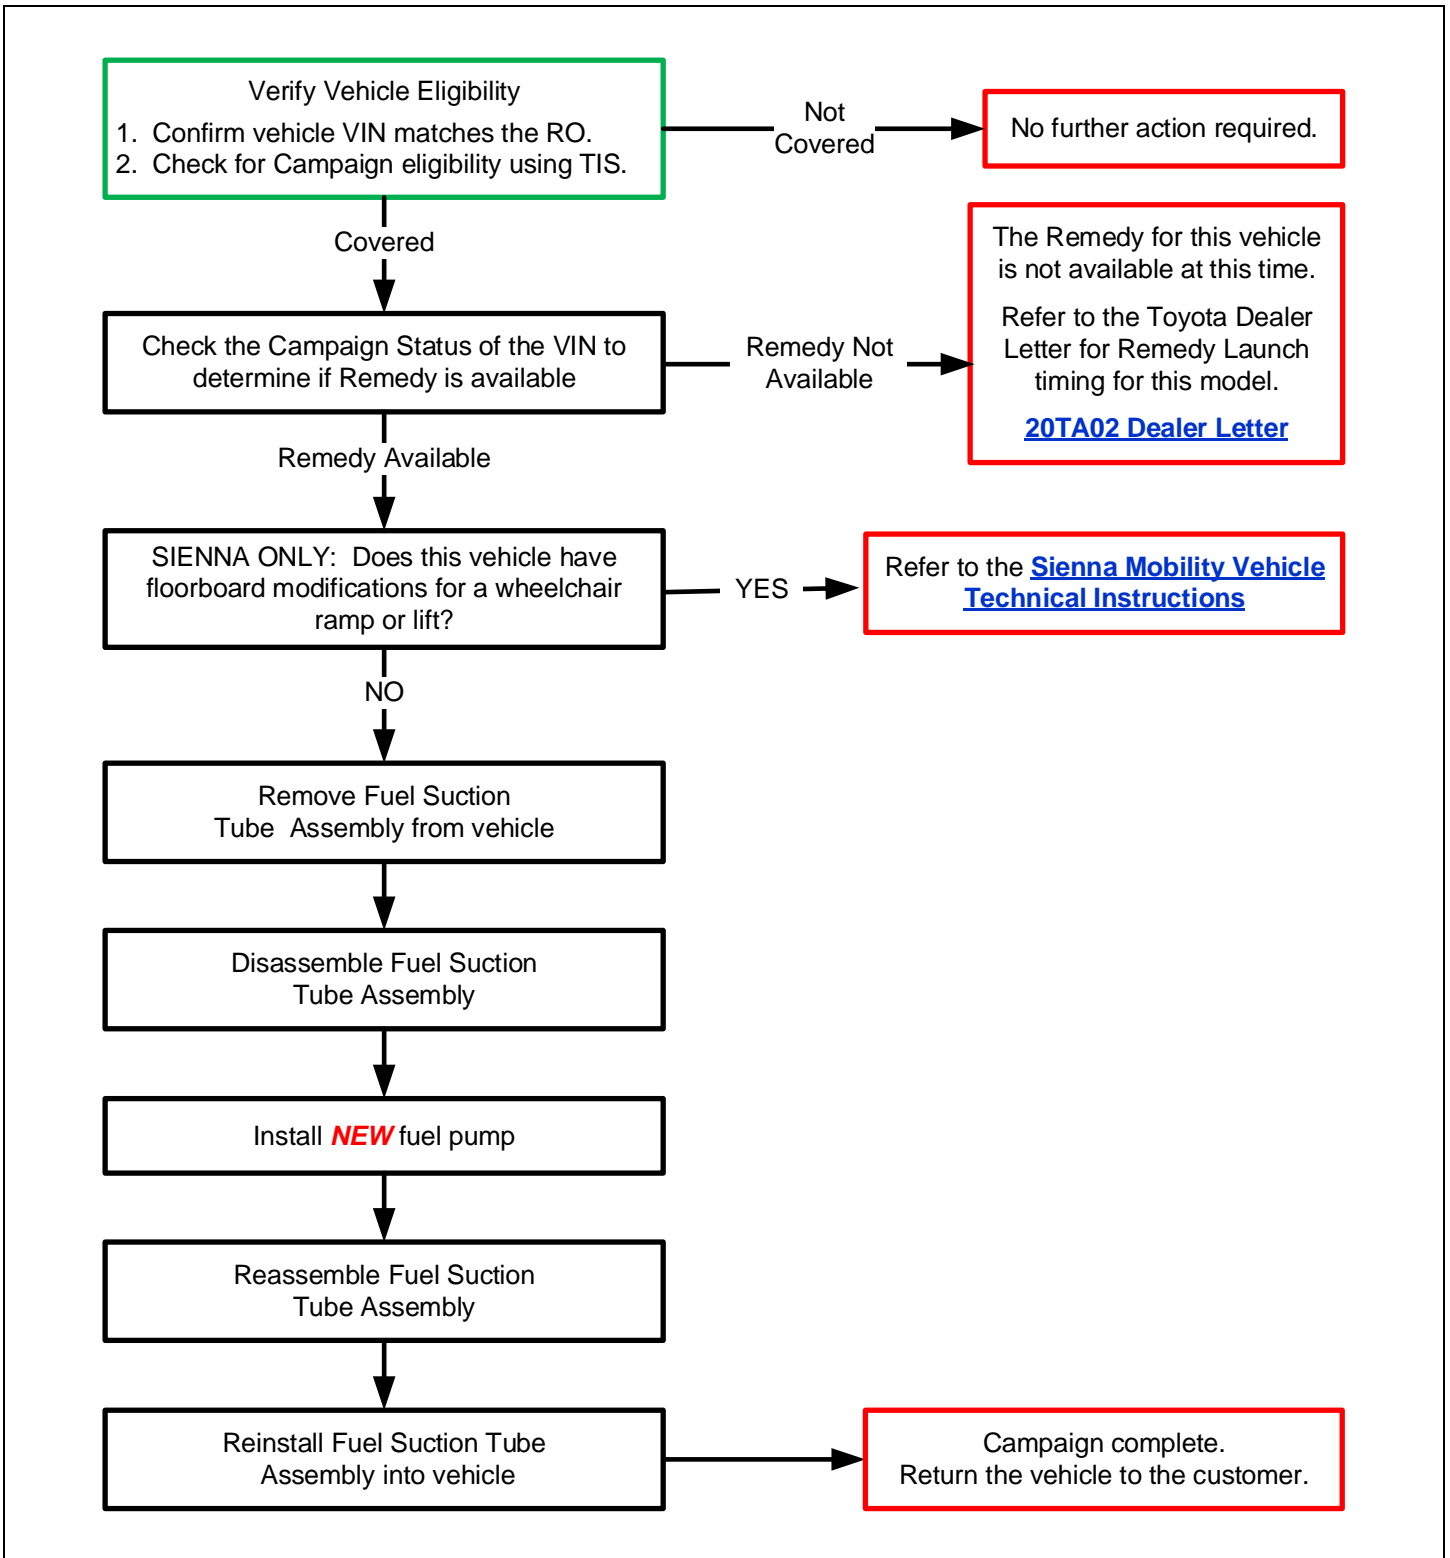 Verify Vehicle Eligibility
1. Confirm vehicle VIN matches the RO.
2. Check for Campaign eligibility using TIS.
Not
Covered
No further action required.
Covered
The Remedy for this vehicle
is not available at this time.
Refer to the Toyota Dealer
Letter for Remedy Launch
timing for this model.
20TA02 Dealer Letter
Check the Campaign Status of the VIN to
determine if Remedy is available
Remedy Not
Available
Remedy Available
SIENNA ONLY: Does this vehicle have
floorboard modifications for a wheelchair
ramp or lift?
YES
Refer to the Sienna Mobility Vehicle
Technical Instructions
NO
Remove Fuel Suction
Tube Assembly from vehicle
Disassemble Fuel Suction
Tube Assembly
Install NEW fuel pump
Reassemble Fuel Suction
Tube Assembly
Reinstall Fuel Suction Tube
Assembly into vehicle
Campaign complete.
Return the vehicle to the customer.